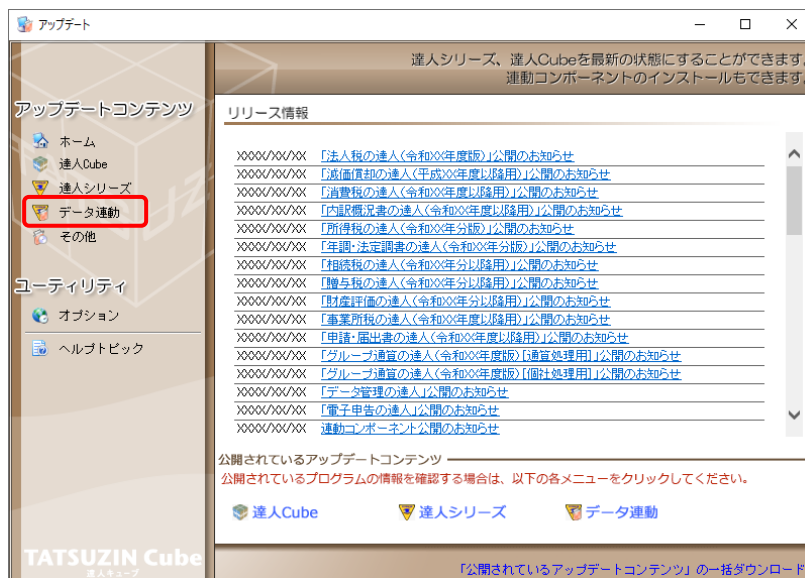 アップデート
達人シリーズ、達人Cubeを最新の状態にすることができます。
連動コンポーネントのインストールもできます。
アップデートコンテンツ
ホーム
達人Cube
達人シリーズ
データ連動
その他
ユーティリティ
オプション
ヘルプトピック
TATSUZIN Cube
達人キューブ
リリース情報
XXXX/XX/XX 「法人税の達人(令和XX年度版)」公開のお知らせ
XXXX/XX/XX 「減価償却の達人(平成XX年度以降用)」公開のお知らせ
XXXX/XX/XX 「消費税の達人(令和XX年度以降用)」公開のお知らせ
XXXX/XX/XX 「内訳概況書の達人(令和XX年度以降用)」公開のお知らせ
XXXX/XX/XX 「所得税の達人(令和XX年分版)」公開のお知らせ
XXXX/XX/XX 「年調・法定調書の達人(令和XX年分版)」公開のお知らせ
XXXX/XX/XX 「相続税の達人(令和XX年分以降用)」公開のお知らせ
XXXX/XX/XX 「贈与税の達人(令和XX年分以降用)」公開のお知らせ
XXXX/XX/XX 「財産評価の達人(令和XX年分以降用)」公開のお知らせ
XXXX/XX/XX 「事業所税の達人(令和XX年度以降用)」公開のお知らせ
XXXX/XX/XX 「申請・届出書の達人(令和XX年度以降用)」公開のお知らせ
XXXX/XX/XX 「グループ通算の達人(令和XX年度版)[通算処理用]」公開のお知らせ
XXXX/XX/XX 「グループ通算の達人(令和XX年度版)[個社処理用]」公開のお知らせ
XXXX/XX/XX 「データ管理の達人」公開のお知らせ
XXXX/XX/XX 「電子申告の達人」公開のお知らせ
XXXX/XX/XX 連動コンポーネント公開のお知らせ
公開されているアップデートコンテンツ
公開されているプログラムの情報を確認する場合は、以下の各メニューをクリックしてください。
達人Cube 達人シリーズ データ連動
「公開されているアップデートコンテンツ」の一括ダウンロード